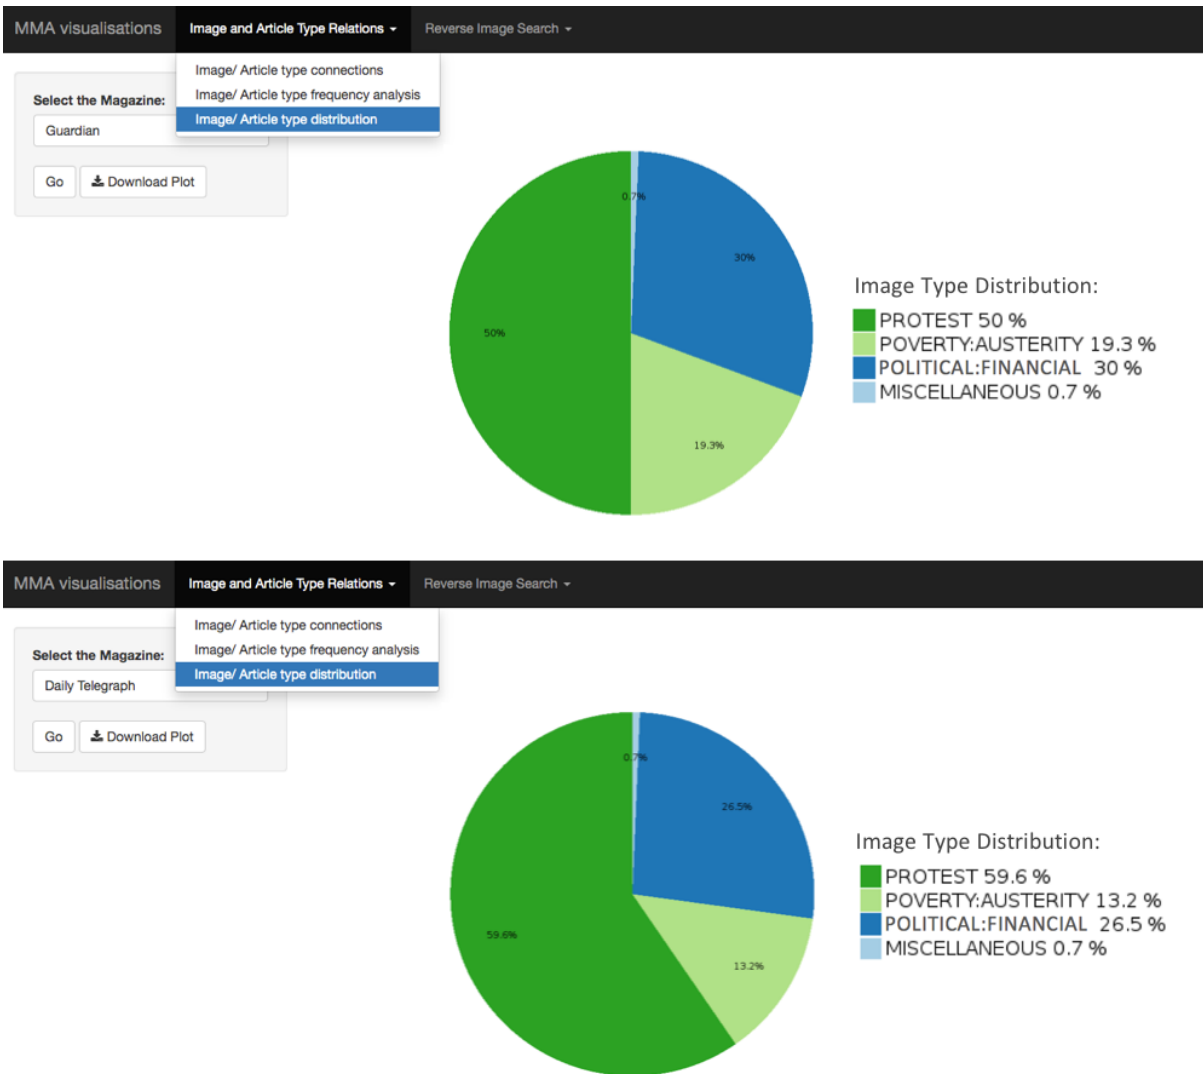 MMA visualisations Image and Article Type Relations Reverse Image Search
Image/ Article type connections
Image/ Article type frequency analysis
Image/ Article type distribution
Select the Magazine:
Guardian
Go Download Plot
0.7%
30%
50%
19.3%
Image Type Distribution:
PROTEST 50 %
POVERTY:AUSTERITY 19.3 %
POLITICAL:FINANCIAL 30 %
MISCELLANEOUS 0.7 %
MMA visualisations Image and Article Type Relations Reverse Image Search
Image/ Article type connections
Image/ Article type frequency analysis
Image/ Article type distribution
Select the Magazine:
Daily Telegraph
Go Download Plot
0.7%
26.5%
59.6%
13.2%
Image Type Distribution:
PROTEST 59.6 %
POVERTY:AUSTERITY 13.2 %
POLITICAL:FINANCIAL 26.5 %
MISCELLANEOUS 0.7 %